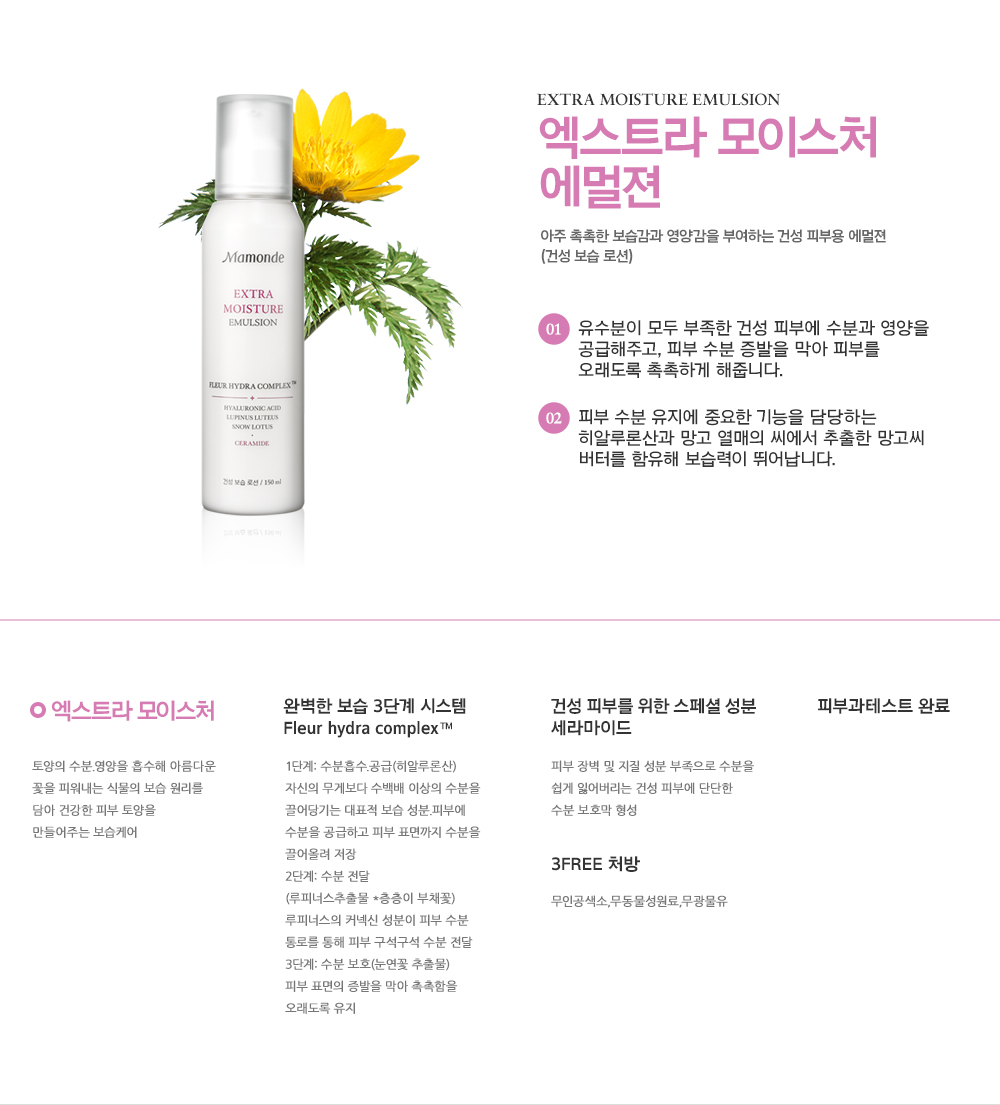 EXTRA MOISTURE EMULSION
엑스트라 모이스처
에멀젼
아주 촉촉한 보습감과 영양감을 부여하는 건성 피부용 에멀젼
(건성 보습 로션)
01 유수분이 모두 부족한 건성 피부에 수분과 영양을
공급해주고, 피부 수분 증발을 막아 피부를
오래도록 촉촉하게 해줍니다.
02 피부 수분 유지에 중요한 기능을 담당하는
히알루론산과 망고 열매의 씨에서 추출한 망고씨
버터를 함유해 보습력이 뛰어납니다.
Mamonde
EXTRA
MOISTURE
EMULSION
FLEUR HYDRA COMPLEX™
HYALURONIC ACID
LUPINUS LUTEUS
SNOW LOTUS
CERAMIDE
건성 보습 로션 / 150 ml
엑스트라 모이스처
토양의 수분.영양을 흡수해 아름다운
꽃을 피워내는 식물의 보습 원리를
담아 건강한 피부 토양을
만들어주는 보습케어
완벽한 보습 3단계 시스템
Fleur hydra complex™
1단계: 수분흡수.공급(히알루론산)
자신의 무게보다 수백배 이상의 수분을
끌어당기는 대표적 보습 성분.피부에
수분을 공급하고 피부 표면까지 수분을
끌어올려 저장
2단계: 수분 전달
(루피너스추출물 *층층이 부채꽃)
루피너스의 커넥신 성분이 피부 수분
통로를 통해 피부 구석구석 수분 전달
3단계: 수분 보호(눈연꽃 추출물)
피부 표면의 증발을 막아 촉촉함을
오래도록 유지
건성 피부를 위한 스페셜 성분
세라마이드
피부 장벽 및 지질 성분 부족으로 수분을
쉽게 잃어버리는 건성 피부에 단단한
수분 보호막 형성
3FREE 처방
무인공색소,무동물성원료,무광물유
피부과테스트 완료